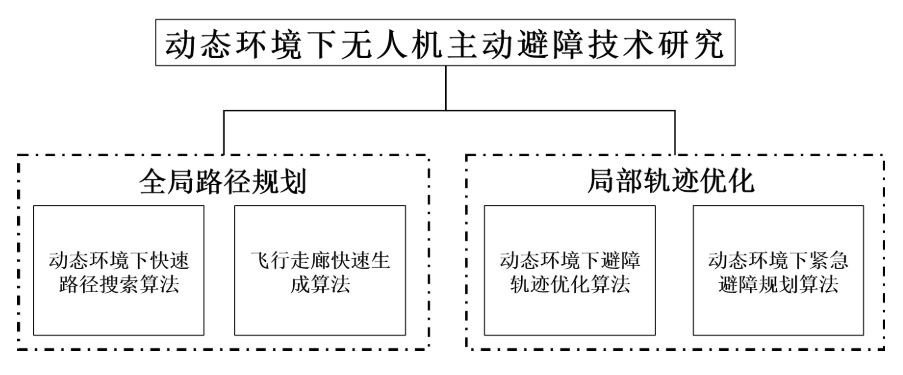 动态环境下无人机主动避障技术研究
全局路径规划
动态环境下快速
路径搜索算法
飞行走廊快速生
成算法
局部轨迹优化
动态环境下避障
轨迹优化算法
动态环境下紧急
避障规划算法